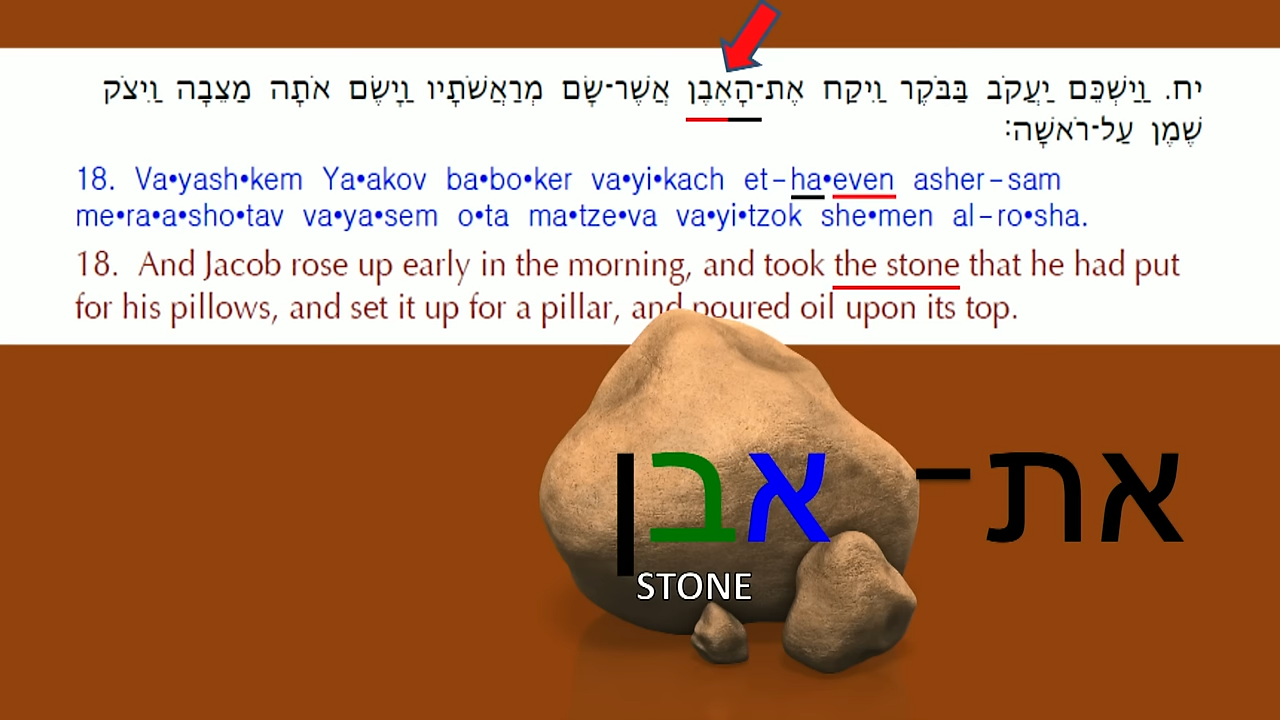 יח. וַיַּשְׁכֵּם יַעֲקֹב בַּבֹּקֶר וַיִּקַּח אֶת-הָאֶבֶן אֲשֶׁר-שָׂם מְרַאֲשֹׁתָיו וַיָּשֶׂם אֹתָהּ מַצֵּבָה וַיִּצֹק
שֶׁמֶן עַל-רֹאשָׁהּ:
18. Va•yash•kem Ya•akov ba•bo•ker va•yi•kach et-ha•even asher-sam
me•ra•a•sho•tav va•ya•sem o•ta ma•tze•va va•yi•tzok she•men al-ro•sha.
18. And Jacob rose up early in the morning, and took the stone that he had put
for his pillows, and set it up for a pillar, and poured oil upon its top.
את-אבן
STONE